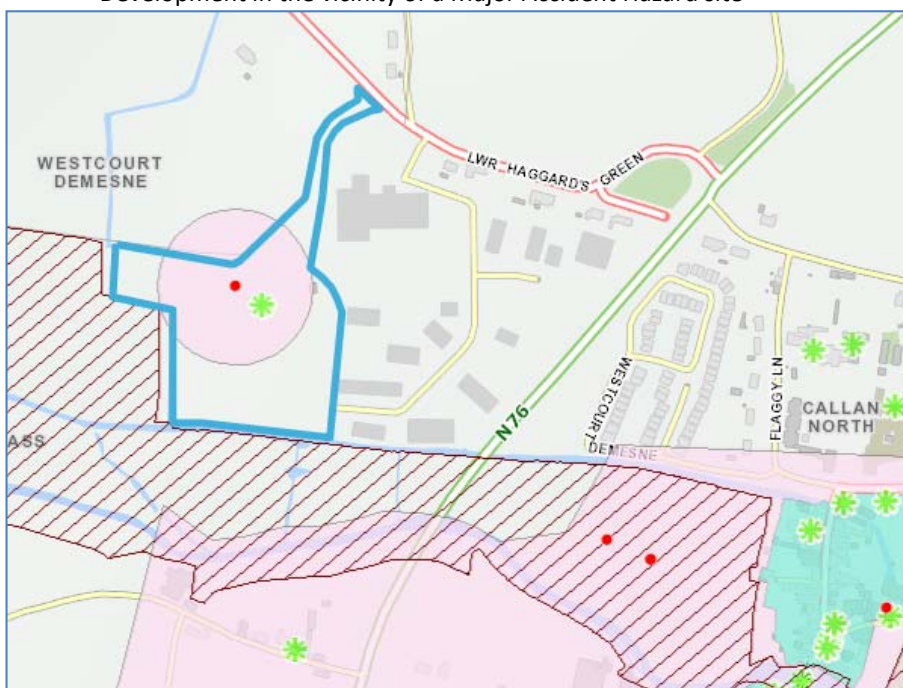 Development in the vicinity of a Major Accident Hazard site
WESTCOURT
DEMESNE
LWR HAGGARD'S GREEN
N76
WESTCOURT
DEMESNE
FLAGGY LN
CALLAN
NORTH
ASS